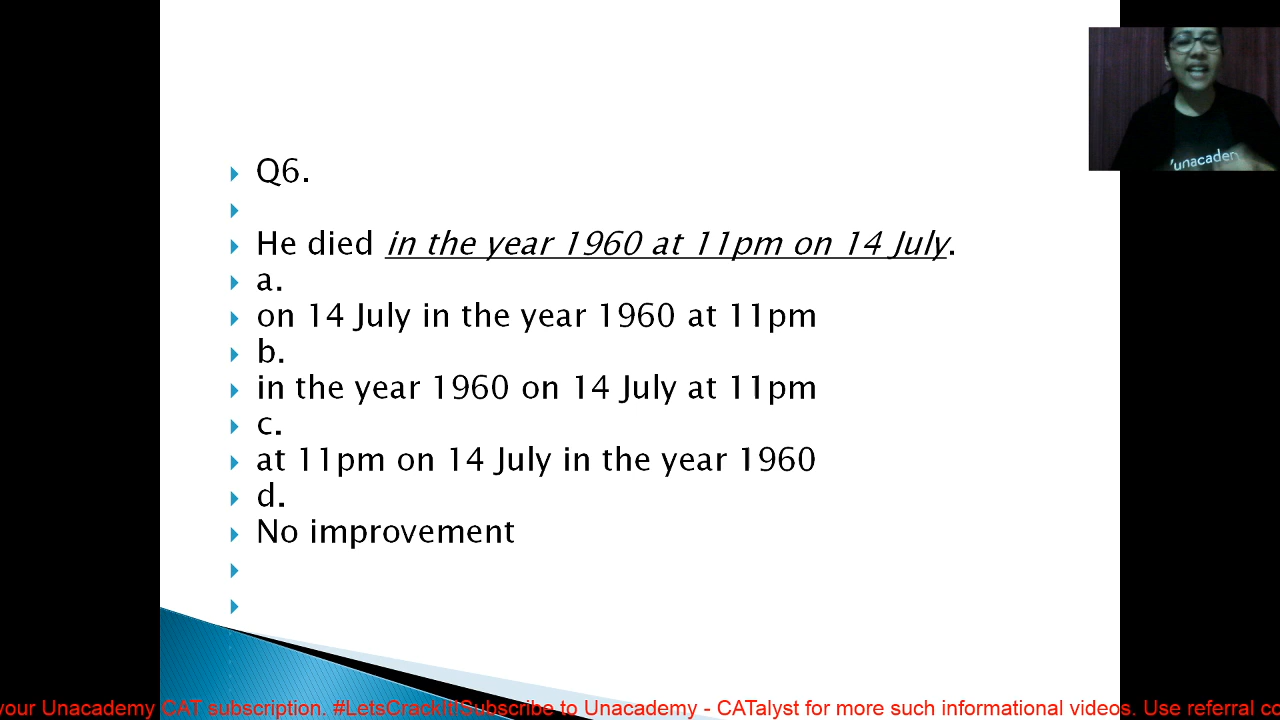 Q6.
He died in the year 1960 at 11pm on 14 July.
a.
on 14 July in the year 1960 at 11pm
b.
in the year 1960 on 14 July at 11pm
c.
at 11pm on 14 July in the year 1960
d.
No improvement
unacadem
your Unacademy CAT subscription. #LetsCrackIt!Subscribe to Unacademy - CATalyst for more such informational videos. Use referral co